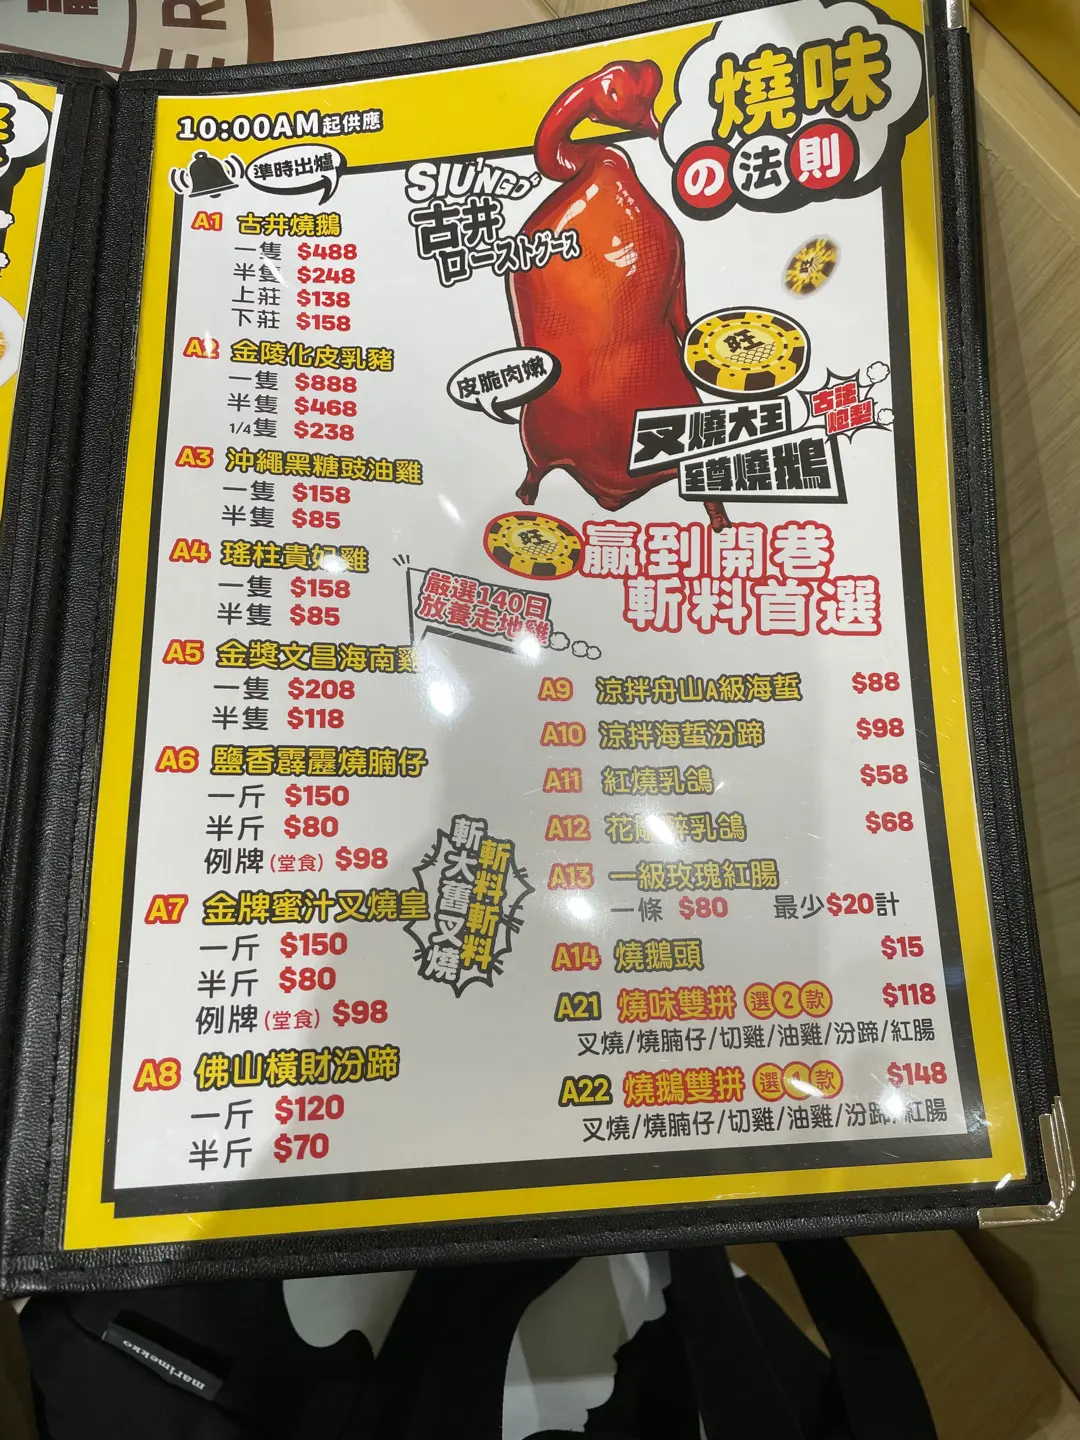 燒味
の法則
10:00AM起供應
準時出爐
SIU NGO
古井
ローストグース
A1 古井燒鵝
一隻 $488
半隻 $248
上莊 $138
下莊 $158
A2 金陵化皮乳豬
一隻 $888
半隻 $468
1/4隻 $238
A3 沖繩黑糖豉油雞
一隻 $158
半隻 $85
A4 瑤柱貴妃雞
一隻 $158
半隻 $85
A5 金獎文昌海南雞
一隻 $208
半隻 $118
A6 鹽香霹靂燒腩仔
一斤 $150
半斤 $80
例牌(堂食) $98
A7 金牌蜜汁叉燒皇
一斤 $150
半斤 $80
例牌(堂食) $98
A8 佛山橫財汾蹄
一斤 $120
半斤 $70
皮脆肉嫩
旺
旺
叉燒大王
至尊燒鵝
古法
炮製
旺
贏到開巷
斬料首選
嚴選140日
放養走地雞
斬料斬料
斬大舊叉燒
A9 涼拌舟山A級海蜇 $88
A10 涼拌海蜇汾蹄 $98
A11 紅燒乳鴿 $58
A12 花雕醉乳鴿 $68
A13 一級玫瑰紅腸
一條 $80 最少$20計
A14 燒鵝頭 $15
A21 燒味雙拼 選2款 $118
叉燒/燒腩仔/切雞/油雞/汾蹄/紅腸
A22 燒鵝雙拼 選1款 $148
叉燒/燒腩仔/切雞/油雞/汾蹄/紅腸
marimekko